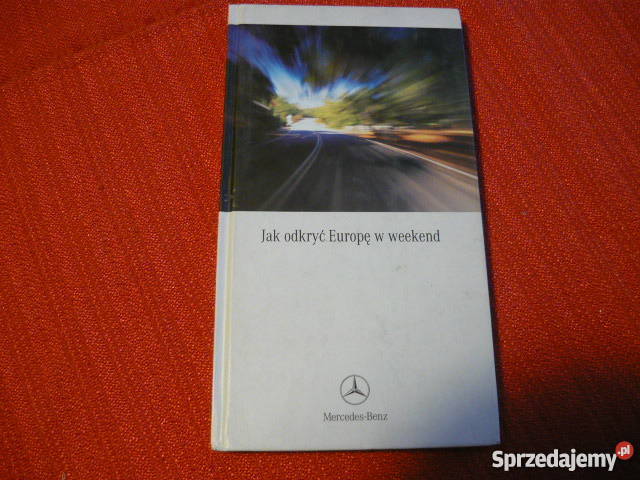 Jak odkryć Europę w weekend
Mercedes-Benz
Sprzedajemy.pl